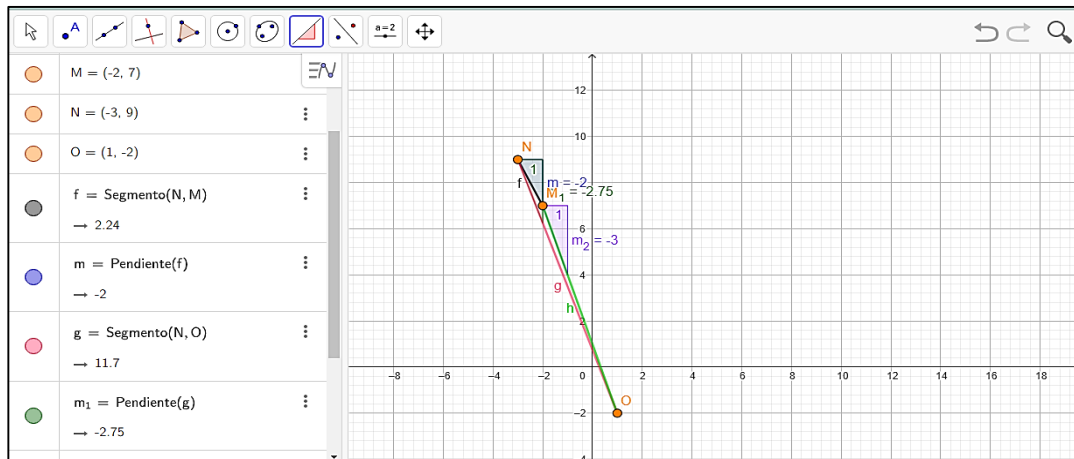 A
a=2
M = (-2, 7)
N = (-3, 9)
O = (1, -2)
f = Segmento(N, M)
→ 2.24
m = Pendiente(f)
→ -2
g = Segmento(N, O)
→ 11.7
m₁ = Pendiente(g)
→ -2.75
12
10
N
1
f
m = -2
M
₁ = -2.75
1
6
m₂ = -3
4
g
h
2
-8 -6 -4 -2 0 2 4 6 8 10 12 14 16 18
O
-2